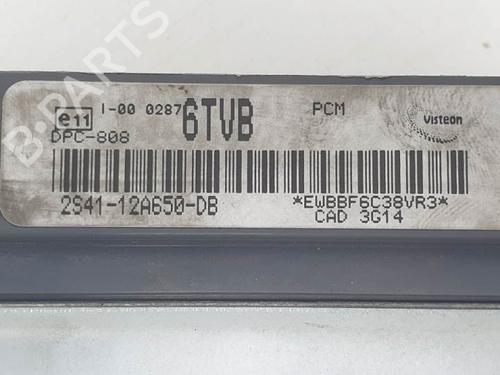 e11 I-00 0287 6TVB PCM Visteon
DPC-808
2S41-12A650-DB *EWBBF6C38VR3*
CAD 3G14
B-PARTS